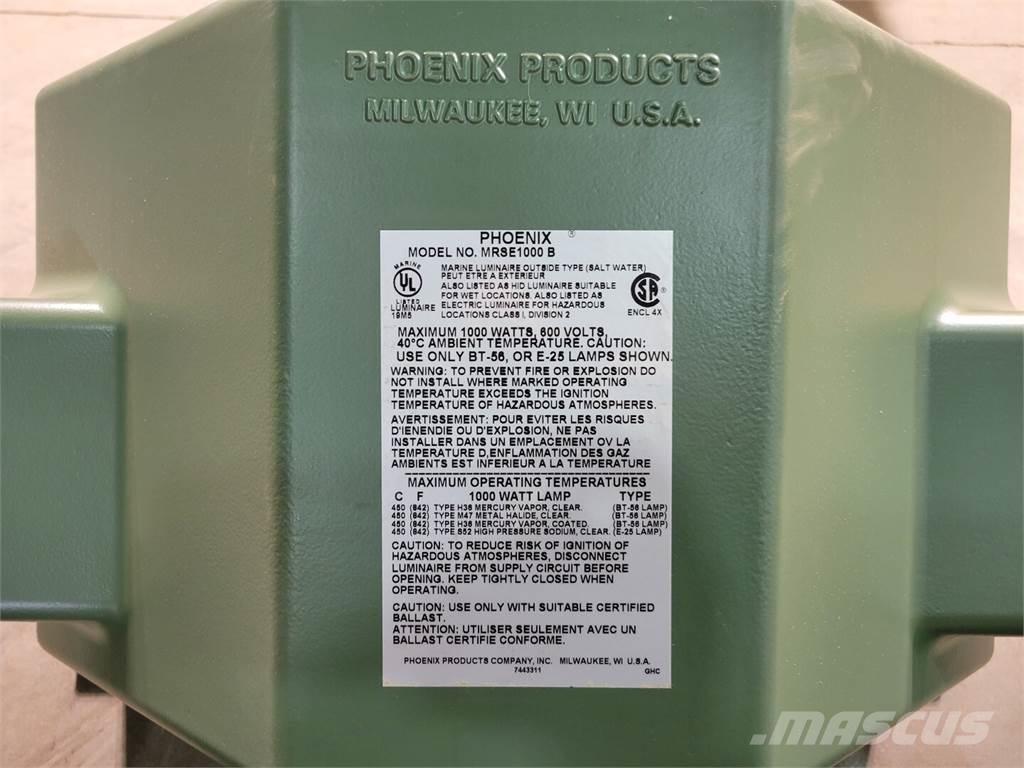 PHOENIX PRODUCTS
MILWAUKEE, WI U.S.A.
PHOENIX ®
MODEL NO. MRSE1000 B
MARINE
UL
LISTED
LUMINAIRE
19M5
MARINE LUMINAIRE OUTSIDE TYPE (SALT WATER)
PEUT ETRE A EXTERIEUR
ALSO LISTED AS HID LUMINAIRE SUITABLE
FOR WET LOCATIONS. ALSO LISTED AS
ELECTRIC LUMINAIRE FOR HAZARDOUS
LOCATIONS CLASS I, DIVISION 2
SA ®
ENCL 4X
MAXIMUM 1000 WATTS, 600 VOLTS,
40°C AMBIENT TEMPERATURE. CAUTION:
USE ONLY BT-56, OR E-25 LAMPS SHOWN.
WARNING: TO PREVENT FIRE OR EXPLOSION DO
NOT INSTALL WHERE MARKED OPERATING
TEMPERATURE EXCEEDS THE IGNITION
TEMPERATURE OF HAZARDOUS ATMOSPHERES.
AVERTISSEMENT: POUR EVITER LES RISQUES
D'IENENDIE OU D'EXPLOSION, NE PAS
INSTALLER DANS UN EMPLACEMENT OV LA
TEMPERATURE D,ENFLAMMATION DES GAZ
AMBIENTS EST INFERIEUR A LA TEMPERATURE
MAXIMUM OPERATING TEMPERATURES
C F 1000 WATT LAMP TYPE
450 (842) TYPE H36 MERCURY VAPOR, CLEAR. (BT-56 LAMP)
450 (842) TYPE M47 METAL HALIDE, CLEAR. (BT-56 LAMP)
450 (842) TYPE H36 MERCURY VAPOR, COATED. (BT-56 LAMP)
450 (842) TYPE S52 HIGH PRESSURE SODIUM, CLEAR. (E-25 LAMP)
CAUTION: TO REDUCE RISK OF IGNITION OF
HAZARDOUS ATMOSPHERES, DISCONNECT
LUMINAIRE FROM SUPPLY CIRCUIT BEFORE
OPENING. KEEP TIGHTLY CLOSED WHEN
OPERATING.
CAUTION: USE ONLY WITH SUITABLE CERTIFIED
BALLAST.
ATTENTION: UTILISER SEULEMENT AVEC UN
BALLAST CERTIFIE CONFORME.
PHOENIX PRODUCTS COMPANY, INC. MILWAUKEE, WI U.S.A.
7443311 GHC
MASCUS